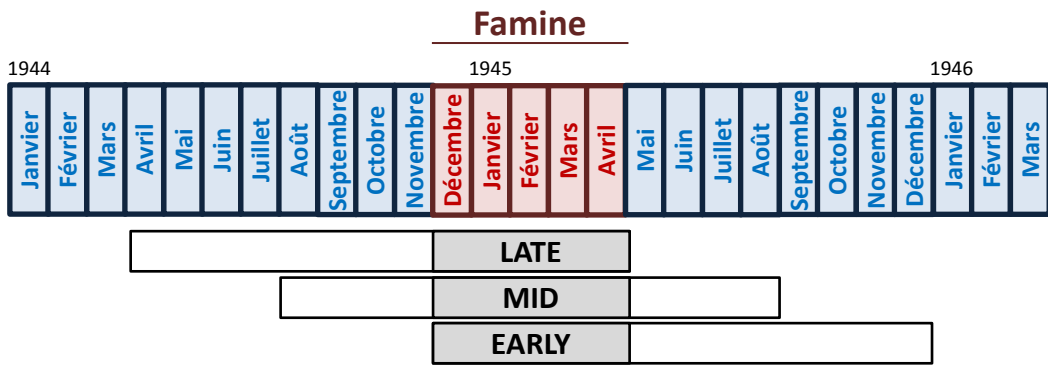 Famine
1944 1945 1946
Janvier Février Mars Avril Mai Juin Juillet Août Septembre Octobre Novembre Décembre Janvier Février Mars Avril Mai Juin Juillet Août Septembre Octobre Novembre Décembre Janvier Février Mars
LATE
MID
EARLY